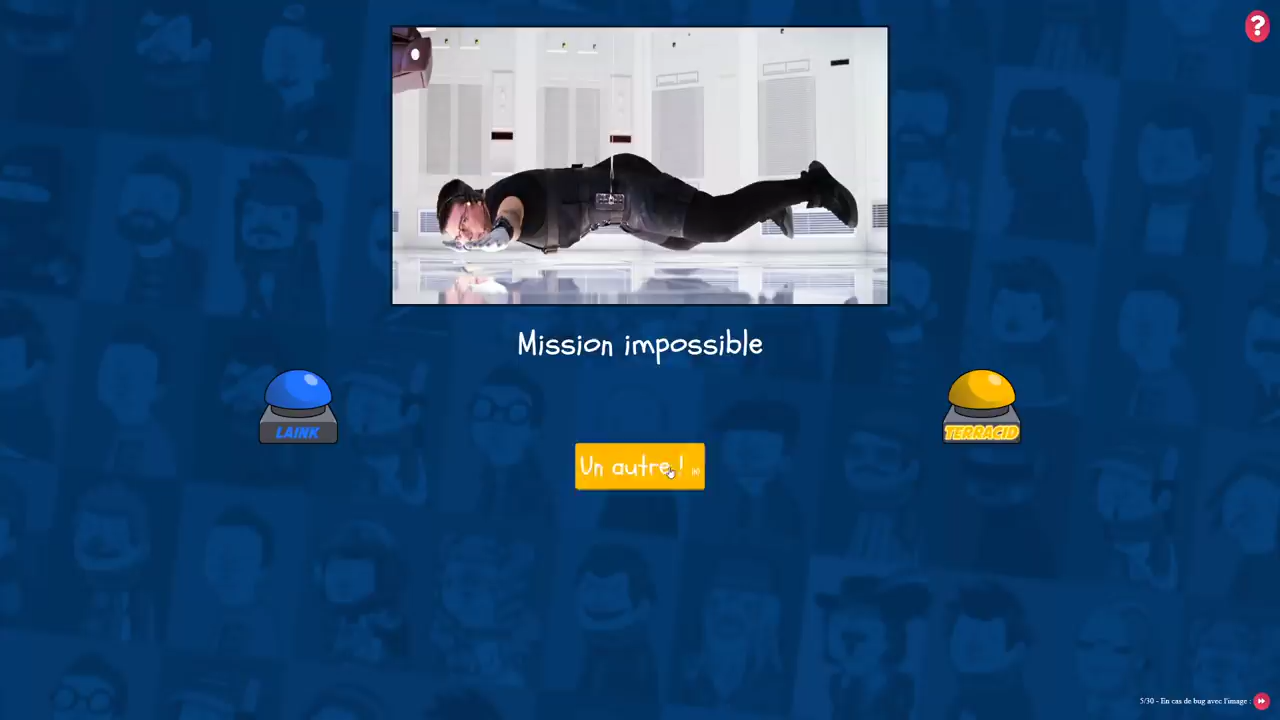 ?
Mission impossible
LAINK
TERRACID
Un autre !
5/30 - En cas de bug avec l'image :